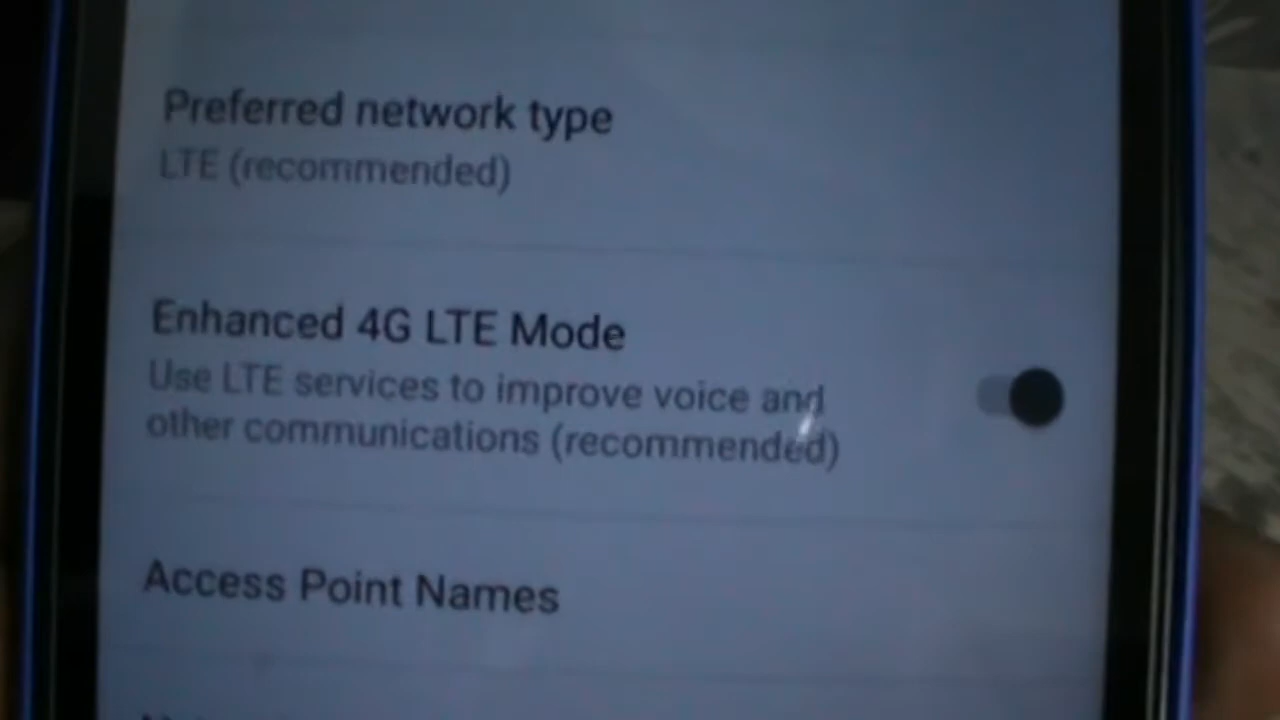 Preferred network type
LTE (recommended)
Enhanced 4G LTE Mode
Use LTE services to improve voice and
other communications (recommended)
Access Point Names